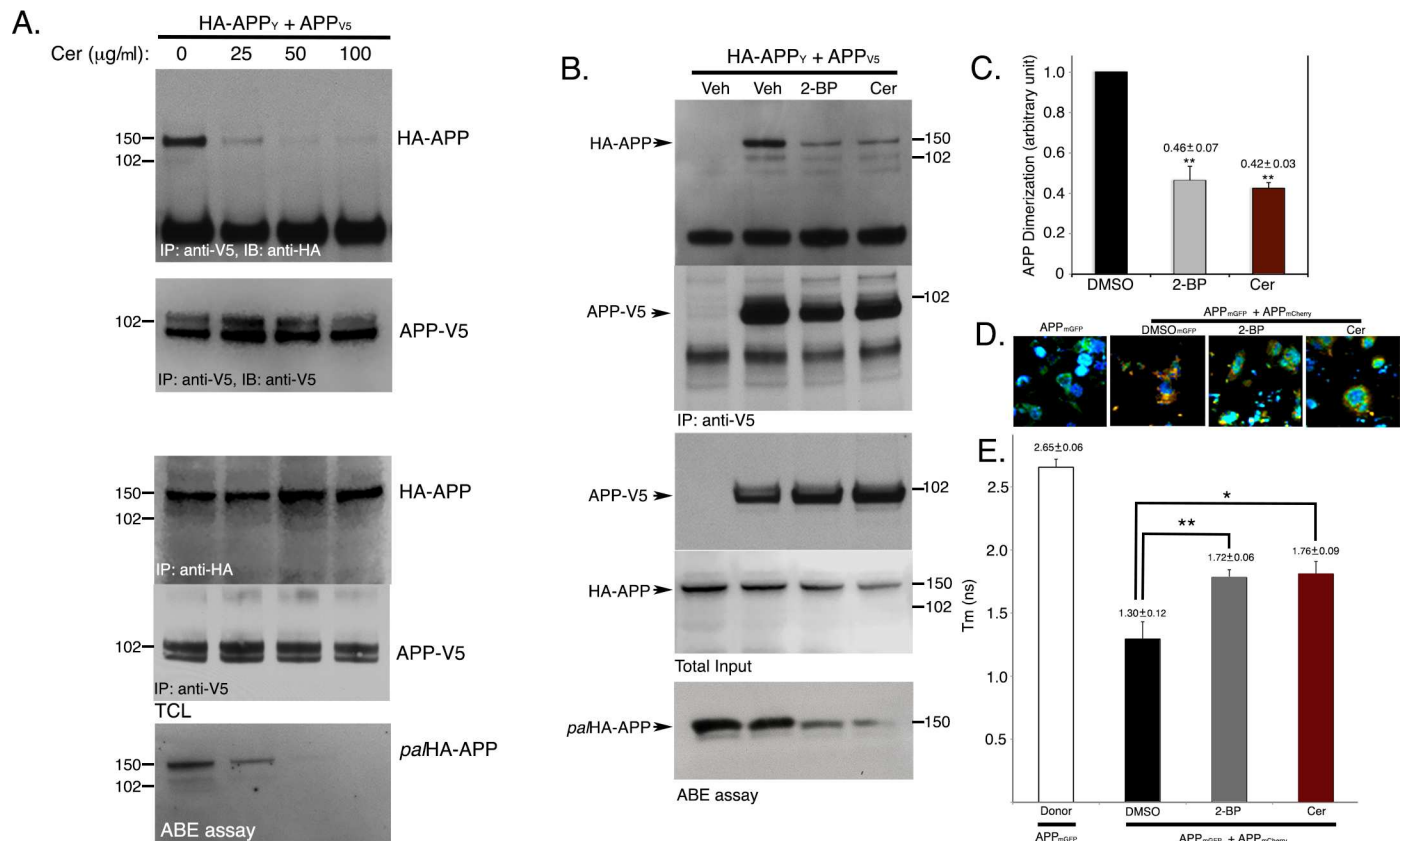 A.
HA-APPY + APPV5
Cer (μg/ml): 0 25 50 100
150
102
HA-APP
IP: anti-V5, IB: anti-HA
102
APP-V5
IP: anti-V5, IB: anti-V5
150
102
HA-APP
IP: anti-HA
102
APP-V5
IP: anti-V5
TCL
150
102
palHA-APP
ABE assay
B.
HA-APPY + APPV5
Veh Veh 2-BP Cer
HA-APP
150
102
APP-V5
102
IP: anti-V5
APP-V5
102
HA-APP
150
102
Total Input
palHA-APP
150
ABE assay
C.
APP Dimerization (arbitrary unit)
1.0
0.8
0.6
0.4
0.2
0
0.46±0.07
**
0.42±0.03
**
DMSO 2-BP Cer
D.
APPmGFP + APPmCherry
APPmGFP DMSOmGFP 2-BP Cer
E.
Tm (ns)
2.5
2.0
1.5
1.0
0.5
2.65±0.06
1.30±0.12
1.72±0.06
1.76±0.09
*
**
Donor DMSO 2-BP Cer
APPmGFP APPmGFP + APPmCherry